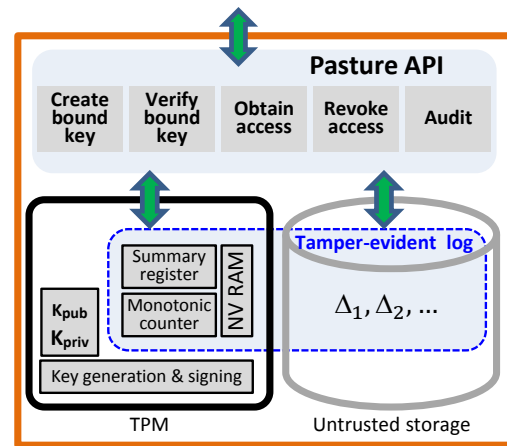 Pasture API
Create
bound
key
Verify
bound
key
Obtain
access
Revoke
access
Audit
Tamper-evident log
Summary
register
Monotonic
counter
NV RAM
Kpub
Kpriv
Δ1, Δ2, ...
Key generation & signing
TPM
Untrusted storage